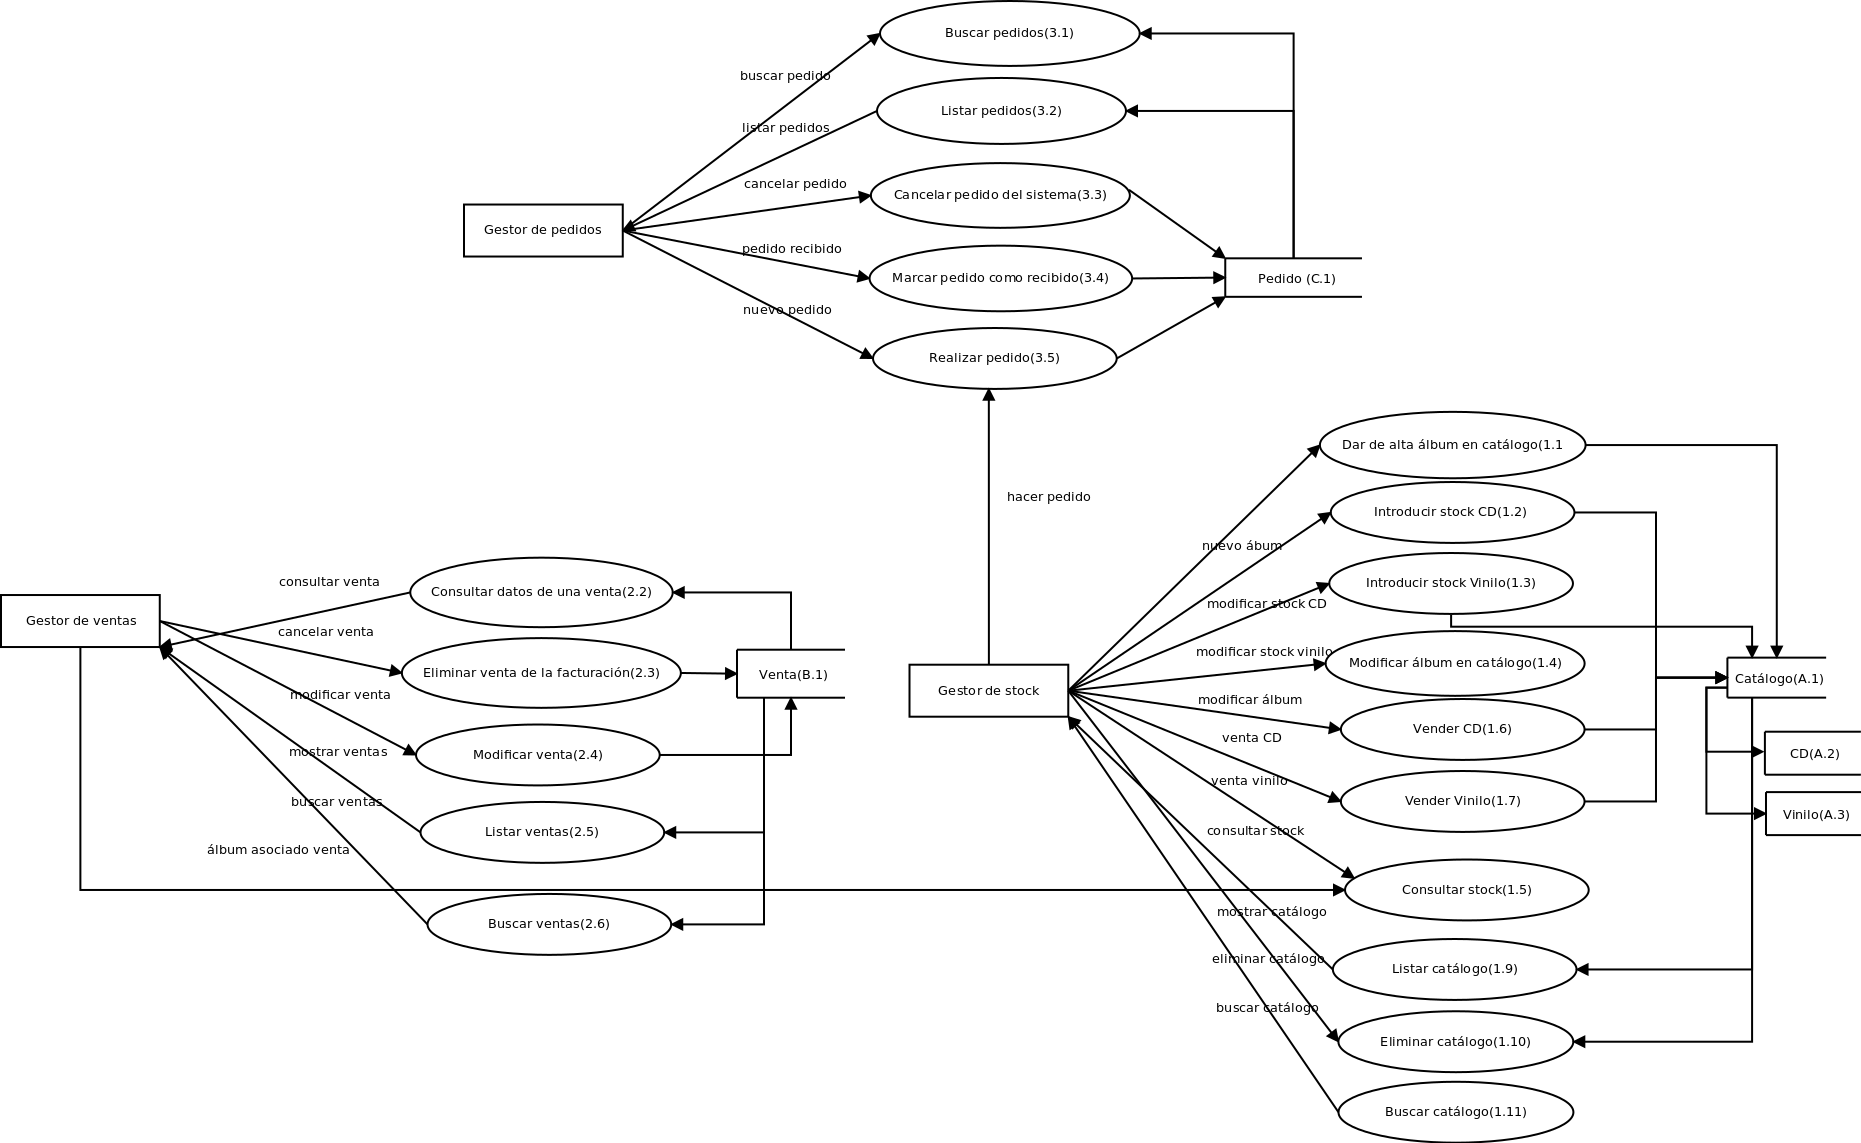 Buscar pedidos(3.1)
buscar pedido
Listar pedidos(3.2)
listar pedidos
cancelar pedido
Cancelar pedido del sistema(3.3)
Gestor de pedidos
pedido recibido
Marcar pedido como recibido(3.4)
Pedido (C.1)
nuevo pedido
Realizar pedido(3.5)
hacer pedido
Dar de alta álbum en catálogo(1.1
Introducir stock CD(1.2)
nuevo ábum
Introducir stock Vinilo(1.3)
modificar stock CD
modificar stock vinilo
Modificar álbum en catálogo(1.4)
Catálogo(A.1)
Gestor de stock
modificar álbum
Vender CD(1.6)
venta CD
CD(A.2)
venta vinilo
Vender Vinilo(1.7)
Vinilo(A.3)
consultar stock
Consultar stock(1.5)
mostrar catálogo
eliminar catálogo
Listar catálogo(1.9)
buscar catálogo
Eliminar catálogo(1.10)
Buscar catálogo(1.11)
consultar venta
Consultar datos de una venta(2.2)
Gestor de ventas
cancelar venta
Eliminar venta de la facturación(2.3)
Venta(B.1)
modificar venta
mostrar ventas
Modificar venta(2.4)
buscar ventas
Listar ventas(2.5)
álbum asociado venta
Buscar ventas(2.6)